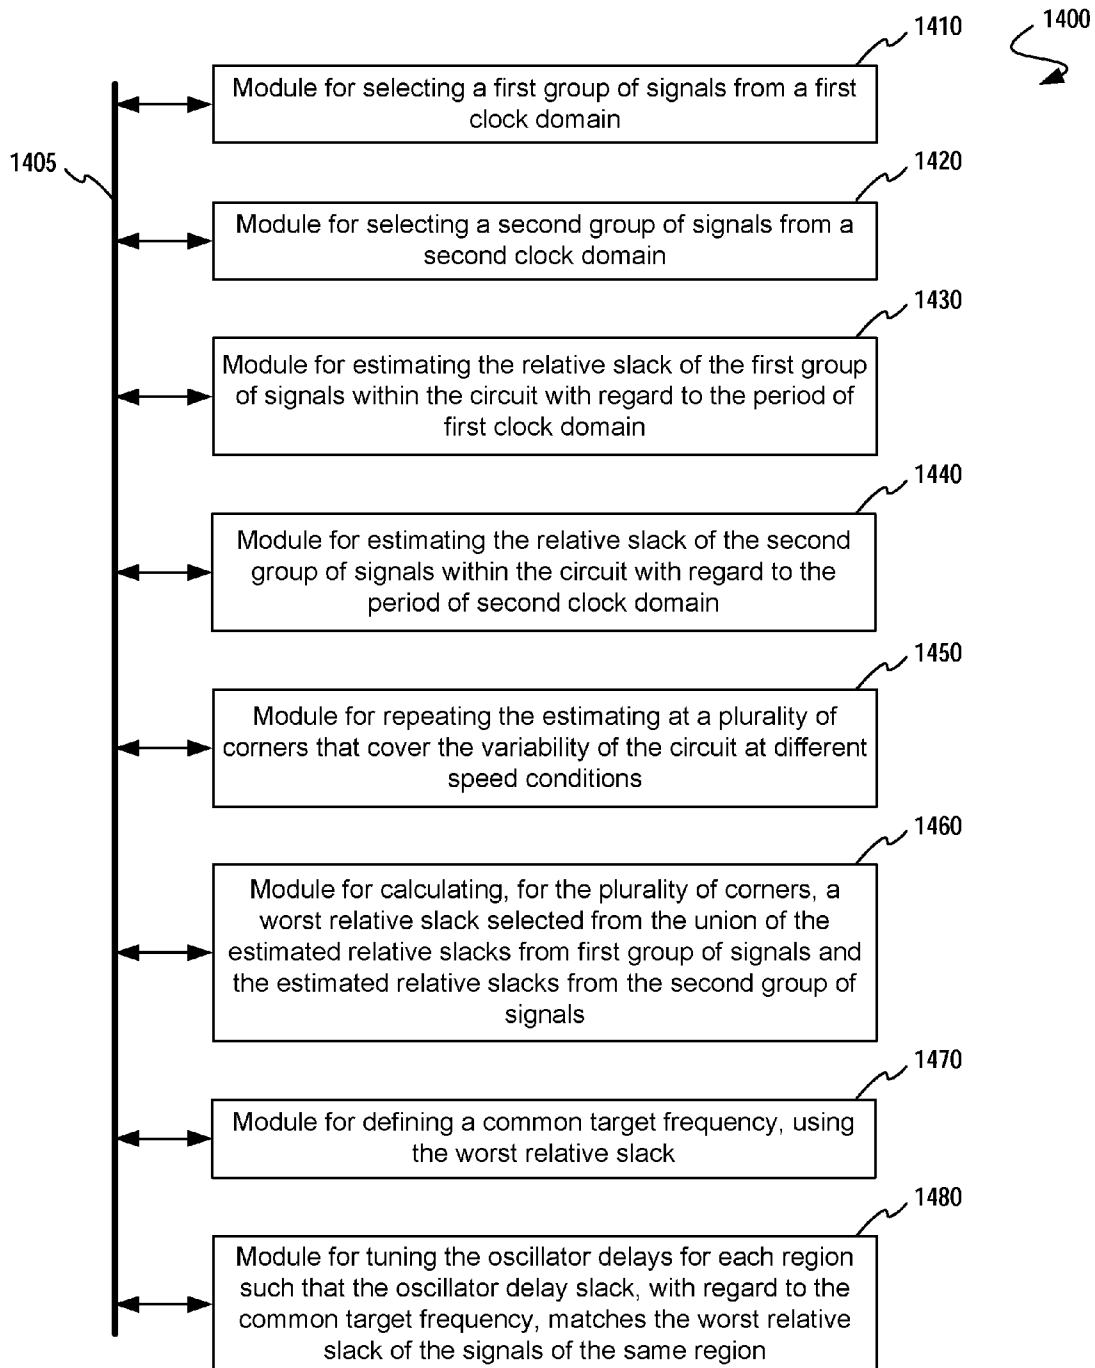 1400
1410
Module for selecting a first group of signals from a first
clock domain
1405
1420
Module for selecting a second group of signals from a
second clock domain
1430
Module for estimating the relative slack of the first group
of signals within the circuit with regard to the period of
first clock domain
1440
Module for estimating the relative slack of the second
group of signals within the circuit with regard to the
period of second clock domain
1450
Module for repeating the estimating at a plurality of
corners that cover the variability of the circuit at different
speed conditions
1460
Module for calculating, for the plurality of corners, a
worst relative slack selected from the union of the
estimated relative slacks from first group of signals and
the estimated relative slacks from the second group of
signals
1470
Module for defining a common target frequency, using
the worst relative slack
1480
Module for tuning the oscillator delays for each region
such that the oscillator delay slack, with regard to the
common target frequency, matches the worst relative
slack of the signals of the same region